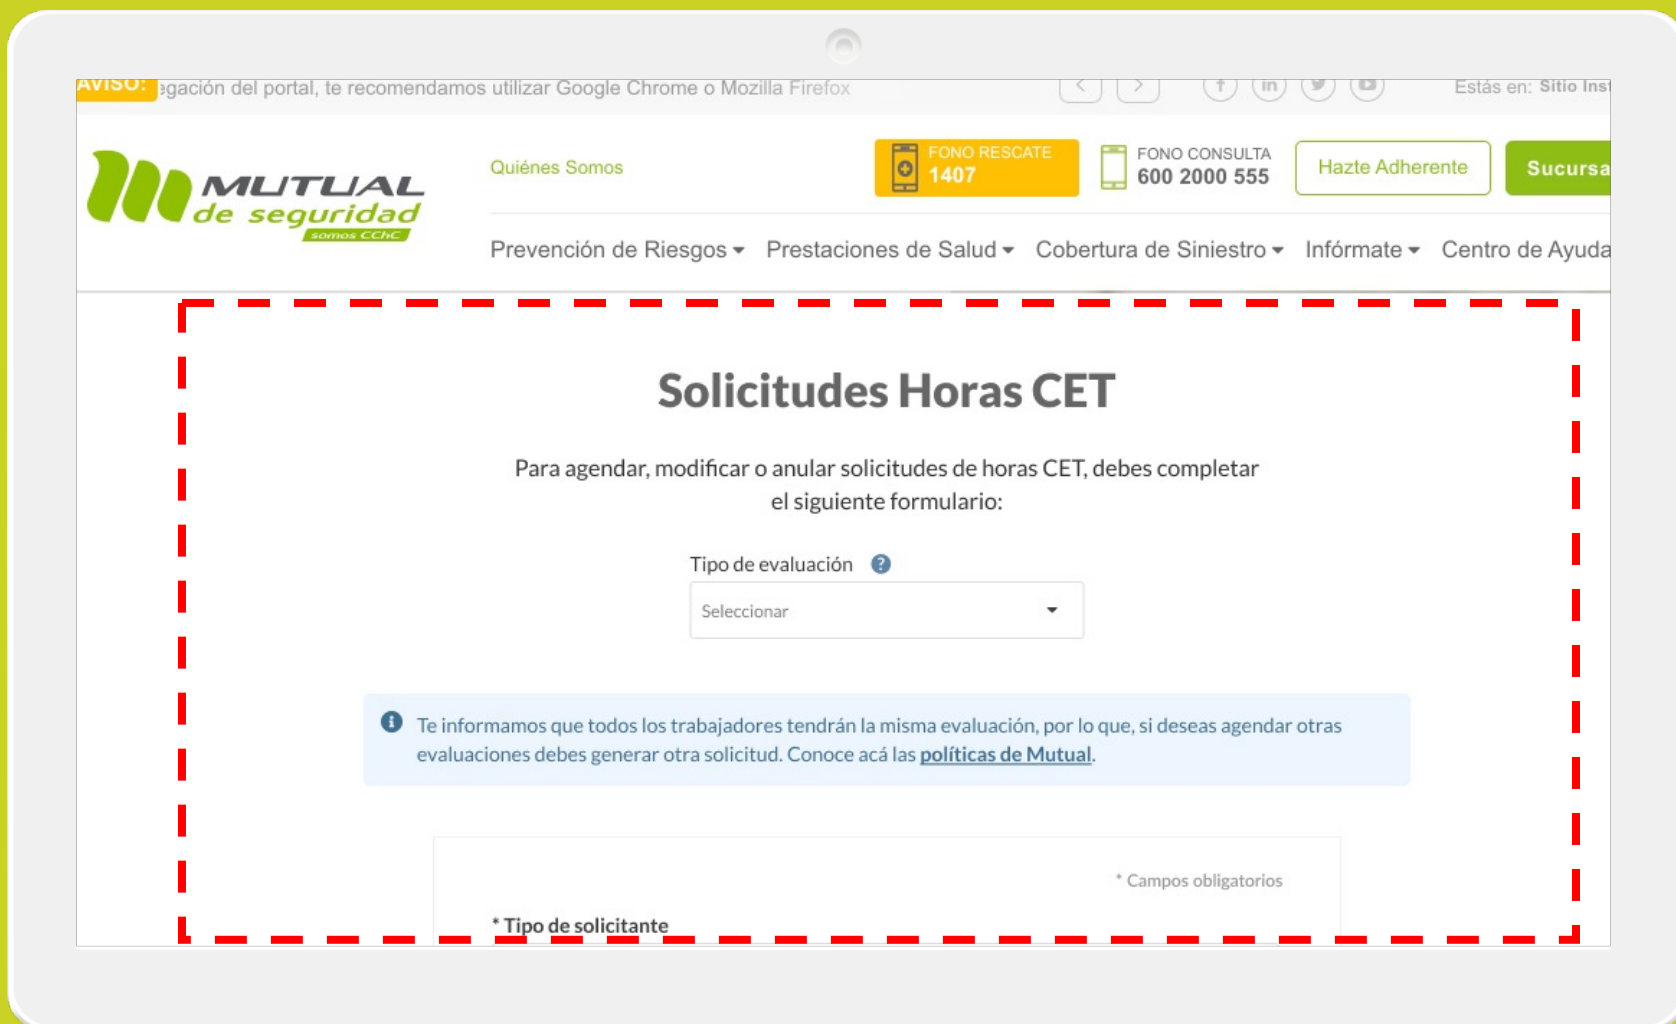 AVISO:
egación del portal, te recomendamos utilizar Google Chrome o Mozilla Firefox
Estás en: Sitio Inst
MUTUAL
de seguridad
somos CChC
Quiénes Somos
FONO RESCATE
1407
FONO CONSULTA
600 2000 555
Hazte Adherente
Sucursa
Prevención de Riesgos
Prestaciones de Salud
Cobertura de Siniestro
Infórmate
Centro de Ayuda
Solicitudes Horas CET
Para agendar, modificar o anular solicitudes de horas CET, debes completar
el siguiente formulario:
Tipo de evaluación ?
Seleccionar
Te informamos que todos los trabajadores tendrán la misma evaluación, por lo que, si deseas agendar otras
evaluaciones debes generar otra solicitud. Conoce acá las políticas de Mutual.
* Campos obligatorios
* Tipo de solicitante